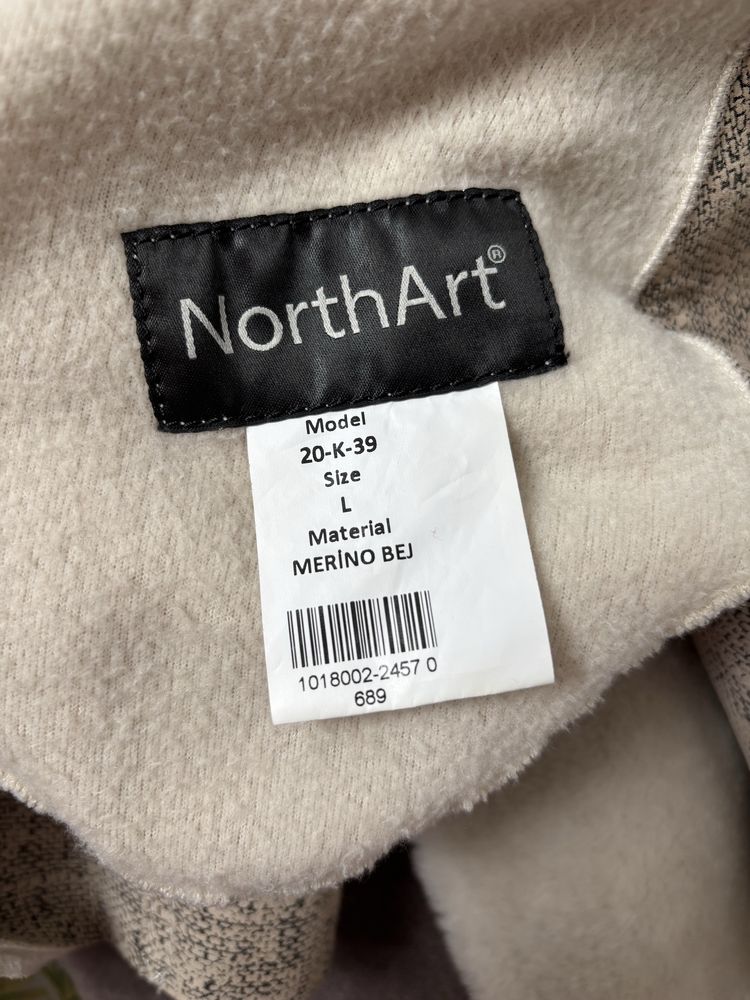 NorthArt®
Model
20-K-39
Size
L
Material
MERİNO BEJ
1018002-2457 0
689